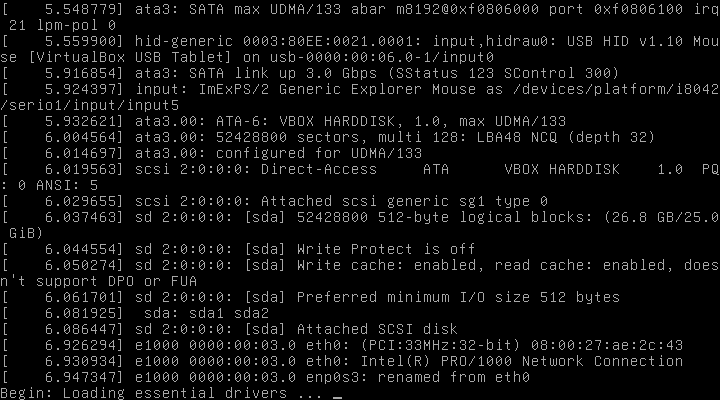 [    5.548779] ata3: SATA max UDMA/133 abar m8192@0xf0806000 port 0xf0806100 irq
 21 lpm-pol 0
[    5.559900] hid-generic 0003:80EE:0021.0001: input,hidraw0: USB HID v1.10 Mou
se [VirtualBox USB Tablet] on usb-0000:00:06.0-1/input0
[    5.916854] ata3: SATA link up 3.0 Gbps (SStatus 123 SControl 300)
[    5.924397] input: ImExPS/2 Generic Explorer Mouse as /devices/platform/i8042
/serio1/input/input5
[    5.932621] ata3.00: ATA-6: VBOX HARDDISK, 1.0, max UDMA/133
[    6.004564] ata3.00: 52428800 sectors, multi 128: LBA48 NCQ (depth 32)
[    6.014697] ata3.00: configured for UDMA/133
[    6.019563] scsi 2:0:0:0: Direct-Access     ATA      VBOX HARDDISK    1.0  PQ
: 0 ANSI: 5
[    6.029655] scsi 2:0:0:0: Attached scsi generic sg1 type 0
[    6.037463] sd 2:0:0:0: [sda] 52428800 512-byte logical blocks: (26.8 GB/25.0
 GiB)
[    6.044554] sd 2:0:0:0: [sda] Write Protect is off
[    6.050274] sd 2:0:0:0: [sda] Write cache: enabled, read cache: enabled, does
n't support DPO or FUA
[    6.061701] sd 2:0:0:0: [sda] Preferred minimum I/O size 512 bytes
[    6.081925]  sda: sda1 sda2
[    6.086447] sd 2:0:0:0: [sda] Attached SCSI disk
[    6.926294] e1000 0000:00:03.0 eth0: (PCI:33MHz:32-bit) 08:00:27:ae:2c:43
[    6.930934] e1000 0000:00:03.0 eth0: Intel(R) PRO/1000 Network Connection
[    6.947347] e1000 0000:00:03.0 enp0s3: renamed from eth0
Begin: Loading essential drivers ... _